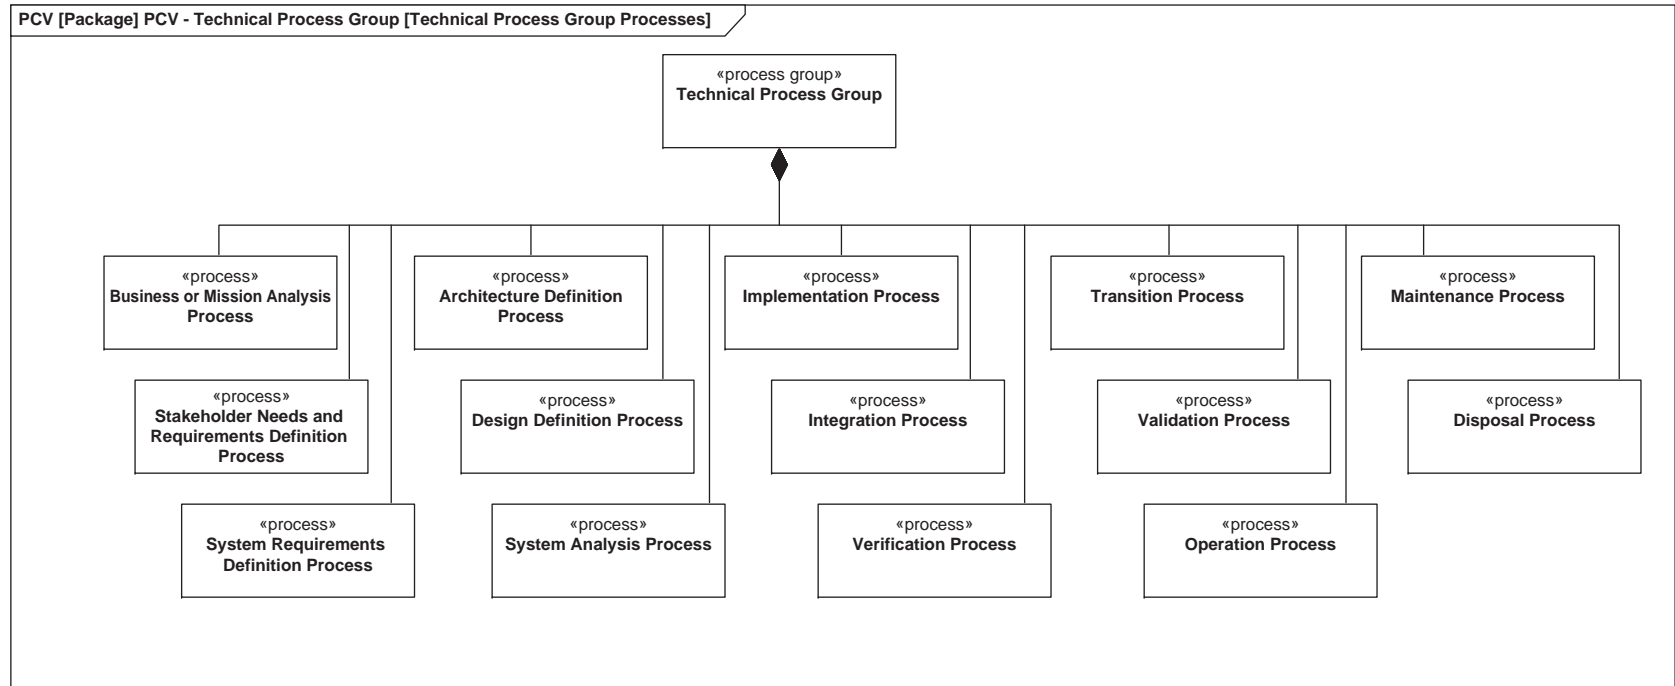 PCV [Package] PCV - Technical Process Group [Technical Process Group Processes]
«process group»
Technical Process Group
«process»
Business or Mission Analysis
Process
«process»
Architecture Definition
Process
«process»
Implementation Process
«process»
Transition Process
«process»
Maintenance Process
«process»
Stakeholder Needs and
Requirements Definition
Process
«process»
Design Definition Process
«process»
Integration Process
«process»
Validation Process
«process»
Disposal Process
«process»
System Requirements
Definition Process
«process»
System Analysis Process
«process»
Verification Process
«process»
Operation Process